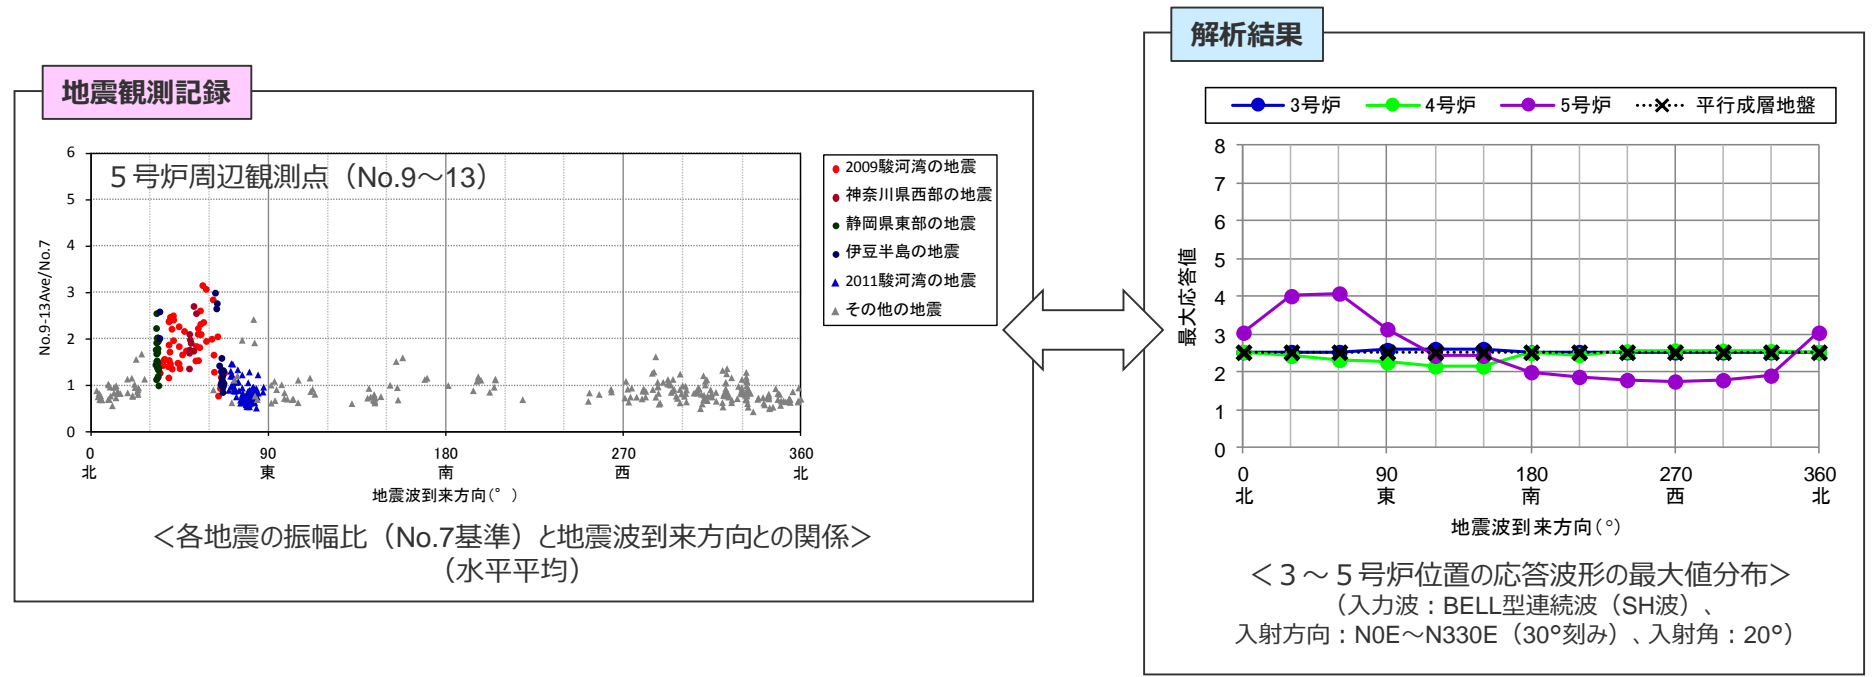 地震観測記録
５号炉周辺観測点（No.9～13）
6
5
4
3
2
1
0
No.9-13Ave/No.7
0 90 180 270 360
北 東 南 西 北
地震波到来方向(°)
2009駿河湾の地震
神奈川県西部の地震
静岡県東部の地震
伊豆半島の地震
2011駿河湾の地震
その他の地震
＜各地震の振幅比（No.7基準）と地震波到来方向との関係＞
（水平平均）
解析結果
3号炉 4号炉 5号炉 平行成層地盤
8
7
6
5
4
3
2
1
0
最大応答値
0 90 180 270 360
北 東 南 西 北
地震波到来方向(°)
＜３～５号炉位置の応答波形の最大値分布＞
（入力波：BELL型連続波（SH波）、
入射方向：N0E～N330E（30°刻み）、入射角：20°）